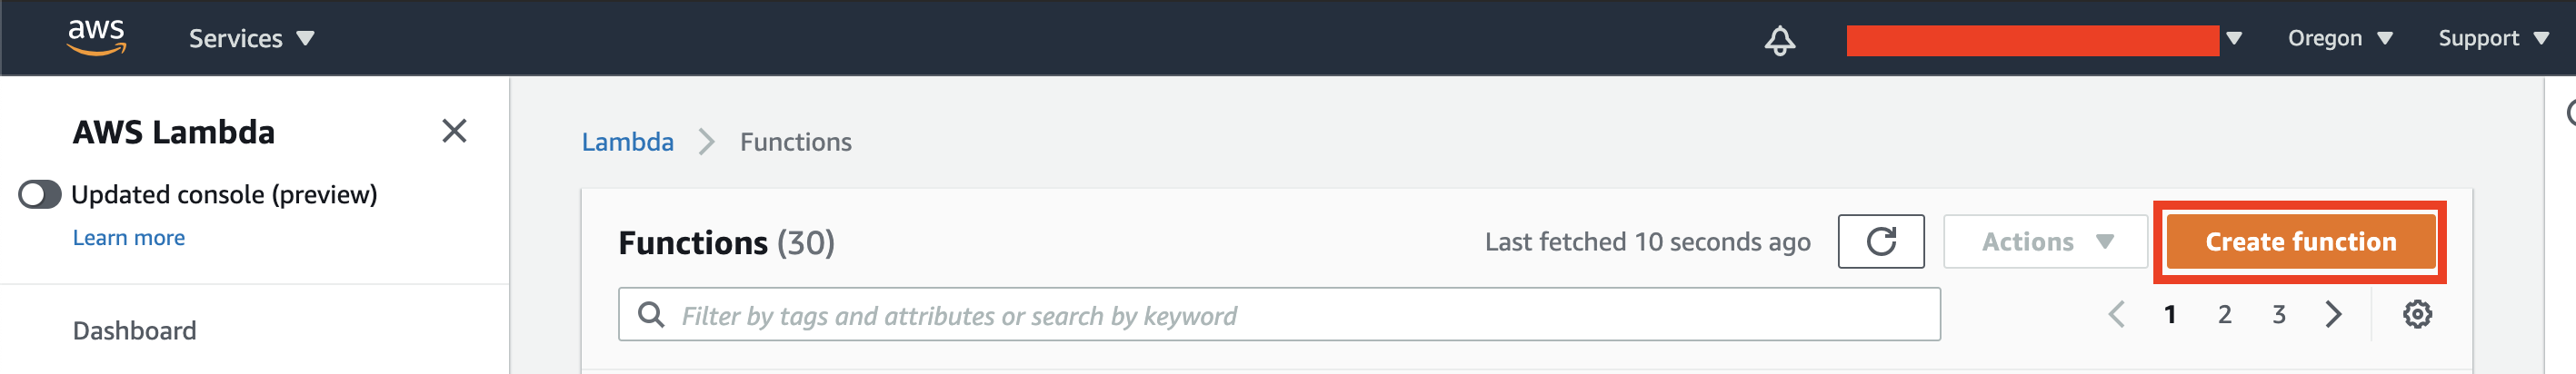 aws Services Oregon Support
AWS Lambda
Updated console (preview)
Learn more
Dashboard
Lambda Functions
Functions (30) Last fetched 10 seconds ago Actions Create function
Filter by tags and attributes or search by keyword 1 2 3